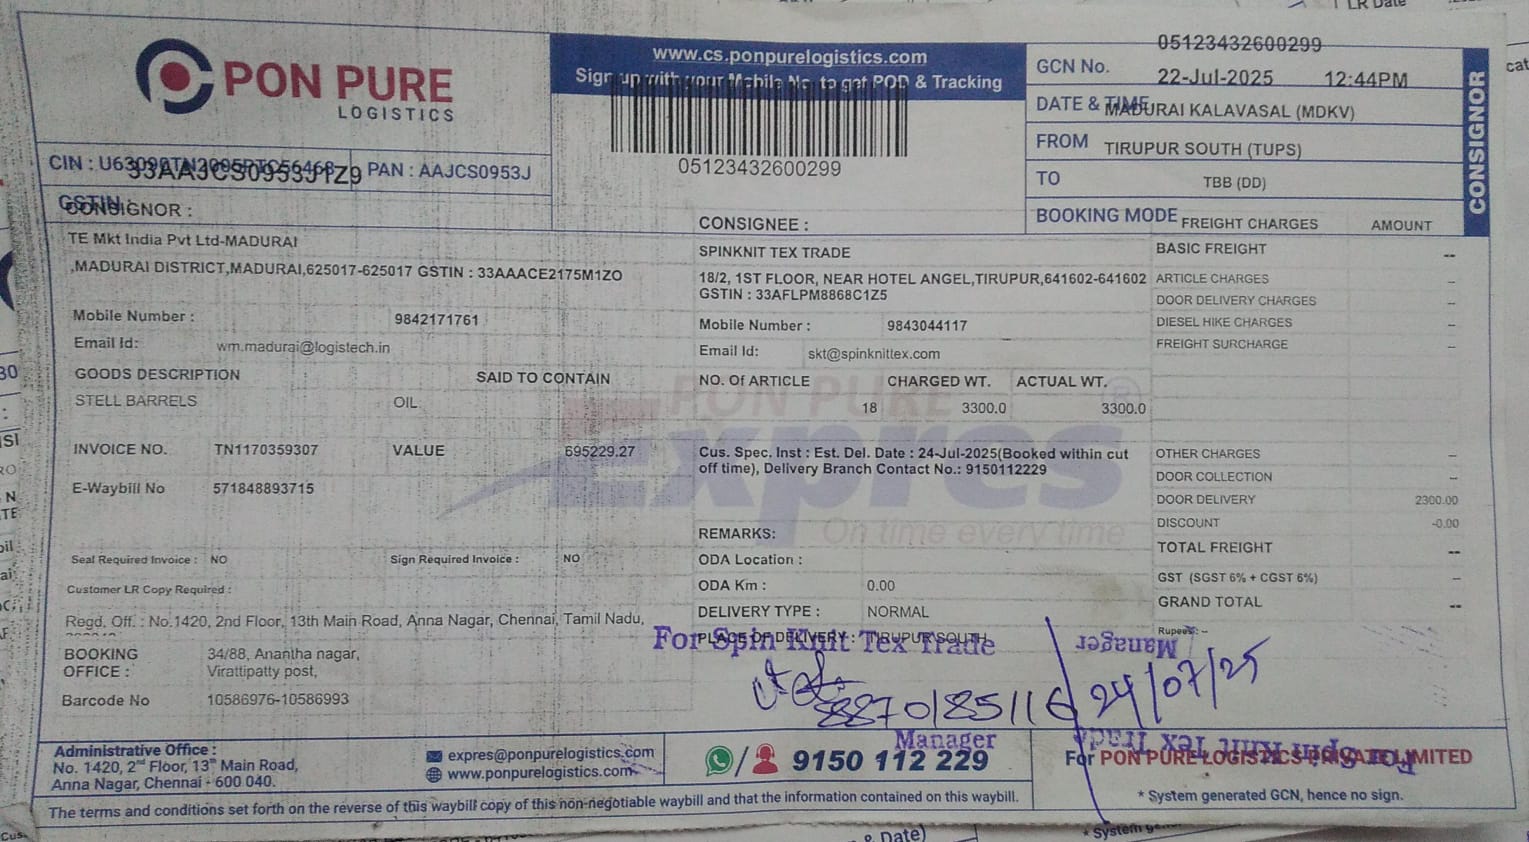 PON PURE
LOGISTICS
www.cs.ponpurelogistics.com
Sign up with your Mobile No. to get POD & Tracking
05123432600299
GCN No. 05123432600299
DATE & TIME 22-Jul-2025 12:44PM
FROM MADURAI KALAVASAL (MDKV)
TO TIRUPUR SOUTH (TUPS)
BOOKING MODE TBB (DD)
CONSIGNOR
CIN : PAN : AAJCS0953J
GSTIN : 33AAJCS0953J1Z9
CONSIGNOR :
TE Mkt India Pvt Ltd-MADURAI
,MADURAI DISTRICT,MADURAI,625017-625017 GSTIN : 33AAACE2175M1ZO
Mobile Number : 9842171761
Email Id: wm.madurai@logistech.in
GOODS DESCRIPTION SAID TO CONTAIN
STELL BARRELS OIL
INVOICE NO. TN1170359307 VALUE 695229.27
E-Waybill No 571848893715
Seal Required Invoice : NO Sign Required Invoice : NO
Customer LR Copy Required :
Regd. Off. : No.1420, 2nd Floor, 13th Main Road, Anna Nagar, Chennai, Tamil Nadu,
BOOKING OFFICE : 34/88, Anantha nagar,
Virattipatty post,
Barcode No 10586976-10586993
CONSIGNEE :
SPINKNIT TEX TRADE
18/2, 1ST FLOOR, NEAR HOTEL ANGEL,TIRUPUR,641602-641602
GSTIN : 33AFLPM8868C1Z5
Mobile Number : 9843044117
Email Id: skt@spinknittex.com
NO. Of ARTICLE CHARGED WT. ACTUAL WT.
18 3300.0 3300.0
PON PURE
Expres
On time every time
Cus. Spec. Inst : Est. Del. Date : 24-Jul-2025(Booked within cut
off time), Delivery Branch Contact No.: 9150112229
REMARKS:
ODA Location :
ODA Km : 0.00
DELIVERY TYPE : NORMAL
PLACE OF DELIVERY : TIRUPUR SOUTH
FREIGHT CHARGES AMOUNT
BASIC FREIGHT --
ARTICLE CHARGES --
DOOR DELIVERY CHARGES --
DIESEL HIKE CHARGES --
FREIGHT SURCHARGE --
OTHER CHARGES --
DOOR COLLECTION --
DOOR DELIVERY 2300.00
DISCOUNT -0.00
TOTAL FREIGHT --
GST (SGST 6% + CGST 6%) --
GRAND TOTAL --
Rupees: --
For Spin Knit Tex Trade
8870185116
24/07/25
Manager
For Spin Knit Tex Trade
Manager
Administrative Office :
No. 1420, 2nd Floor, 13th Main Road,
Anna Nagar, Chennai - 600 040.
expres@ponpurelogistics.com
www.ponpurelogistics.com
9150 112 229
For PON PURE LOGISTICS PRIVATE LIMITED
* System generated GCN, hence no sign.
The terms and conditions set forth on the reverse of this waybill copy of this non-negotiable waybill and that the information contained on this waybill.